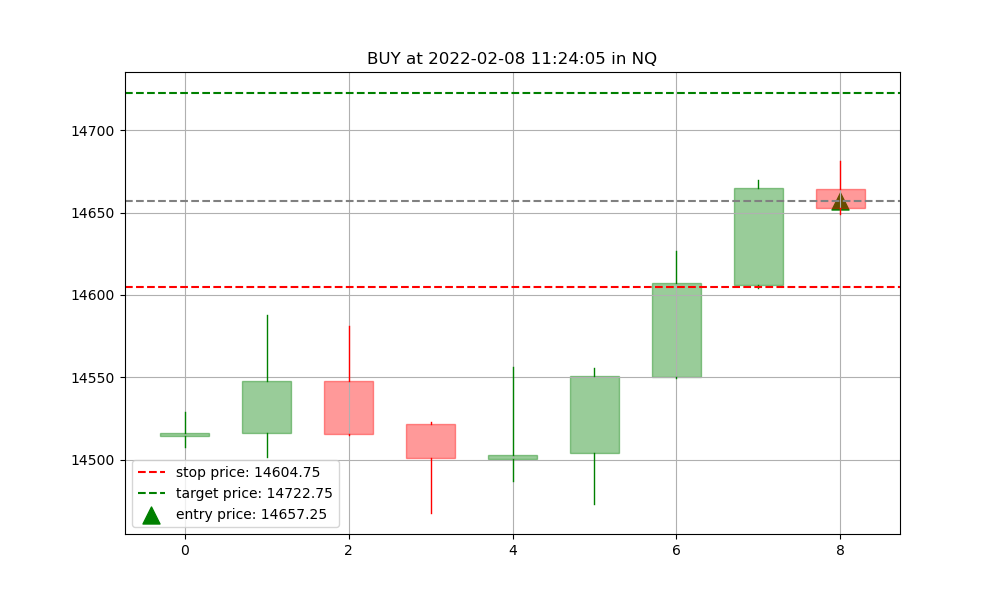 BUY at 2022-02-08 11:24:05 in NQ
14700
14650
14600
14550
14500
stop price: 14604.75
target price: 14722.75
entry price: 14657.25
0 2 4 6 8